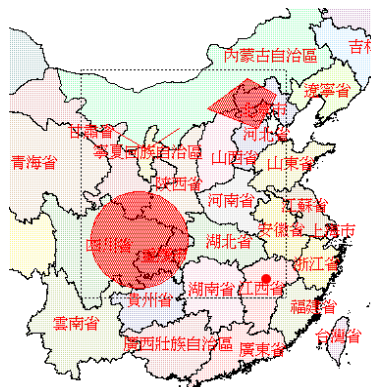 內蒙古自治區
吉林
遼寧省
北京市
河北省
甘肅省
寧夏回族自治區
山西省
山東省
青海省
陝西省
河南省
江蘇省
安徽省
上海市
四川省
湖北省
浙江省
湖南省
江西省
貴州省
福建省
雲南省
廣西壯族自治區
廣東省
台灣省